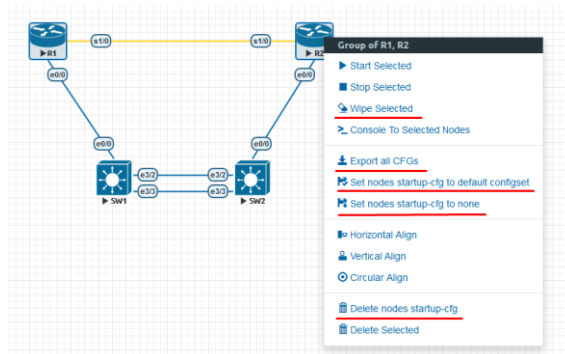 s1/0
s1/0
R1
R2
Group of R1, R2
Start Selected
Stop Selected
Wipe Selected
Console To Selected Nodes
Export all CFGs
Set nodes startup-cfg to default configset
Set nodes startup-cfg to none
Horizontal Align
Vertical Align
Circular Align
Delete nodes startup-cfg
Delete Selected
e0/0
e0/0
e0/0
e0/0
e3/2
e3/2
e3/3
e3/3
SW1
SW2